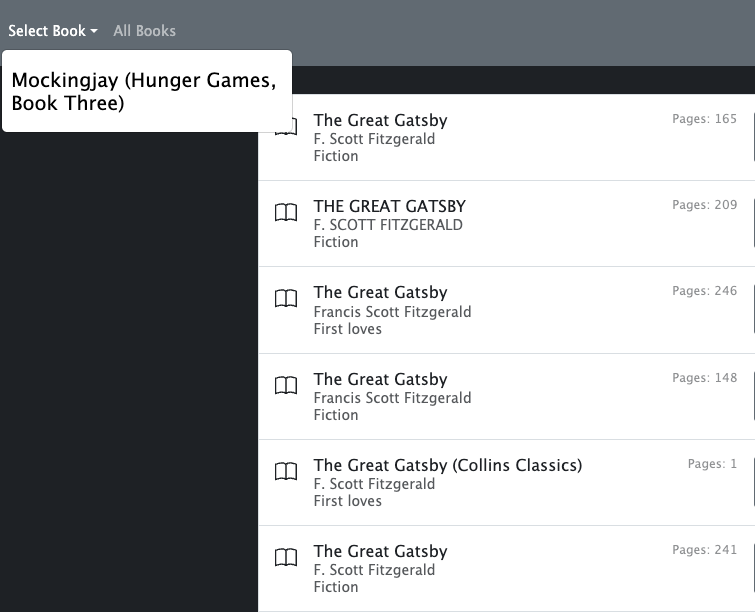 Select Book All Books
Mockingjay (Hunger Games,
Book Three)
The Great Gatsby Pages: 165
F. Scott Fitzgerald
Fiction
THE GREAT GATSBY Pages: 209
F. SCOTT FITZGERALD
Fiction
The Great Gatsby Pages: 246
Francis Scott Fitzgerald
First loves
The Great Gatsby Pages: 148
Francis Scott Fitzgerald
Fiction
The Great Gatsby (Collins Classics) Pages: 1
F. Scott Fitzgerald
First loves
The Great Gatsby Pages: 241
F. Scott Fitzgerald
Fiction